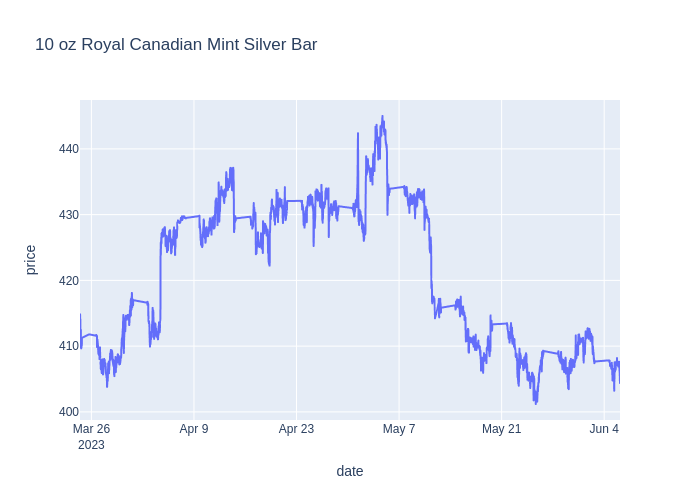 10 oz Royal Canadian Mint Silver Bar
440
430
420
410
400
price
Mar 26
2023
Apr 9
Apr 23
May 7
May 21
Jun 4
date